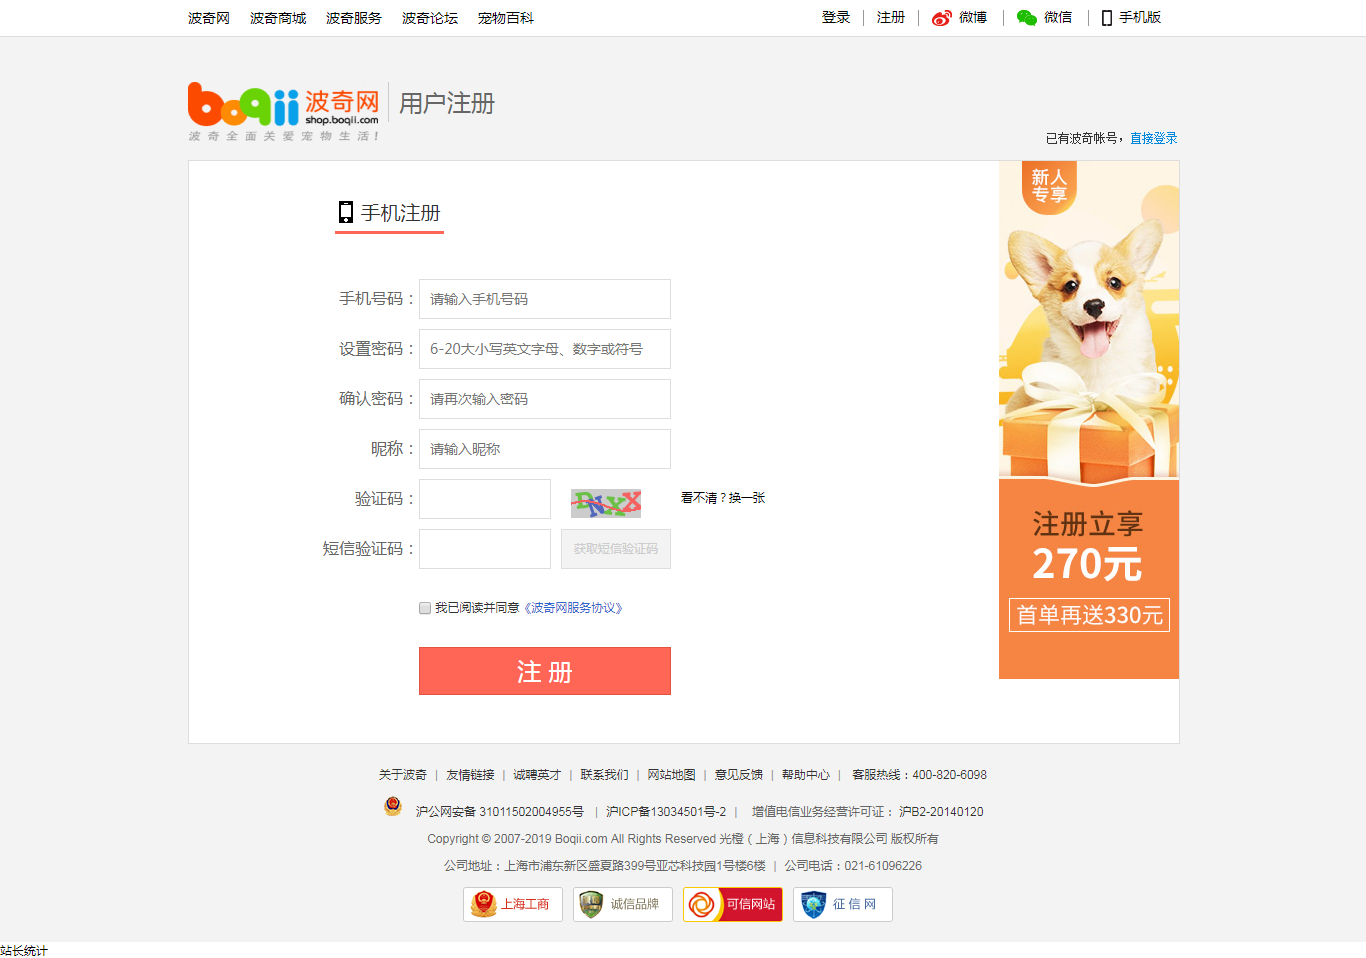 波奇网 波奇商城 波奇服务 波奇论坛 宠物百科 登录 注册 微博 微信 手机版
boqii 波奇网 shop.boqii.com 用户注册
波奇全面关爱宠物生活!
已有波奇帐号，直接登录
新人
专享
手机注册
手机号码： 请输入手机号码
设置密码： 6-20大小写英文字母、数字或符号
确认密码： 请再次输入密码
昵称： 请输入昵称
验证码： DNXX 看不清？换一张
短信验证码： 获取短信验证码
我已阅读并同意《波奇网服务协议》
注 册
注册立享
270元
首单再送330元
关于波奇 | 友情链接 | 诚聘英才 | 联系我们 | 网站地图 | 意见反馈 | 帮助中心 | 客服热线：400-820-6098
沪公网安备 31011502004955号 | 沪ICP备13034501号-2 | 增值电信业务经营许可证： 沪B2-20140120
Copyright © 2007-2019 Boqii.com All Rights Reserved 光橙（上海）信息科技有限公司 版权所有
公司地址：上海市浦东新区盛夏路399号亚芯科技园1号楼6楼 | 公司电话：021-61096226
上海工商 诚信品牌 可信网站 征信网
站长统计